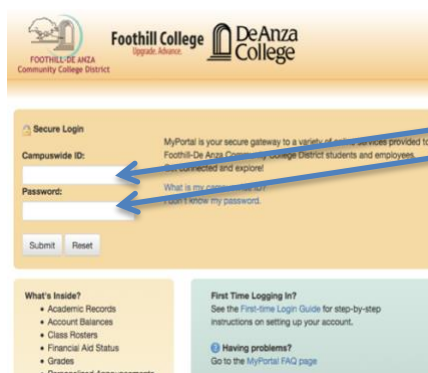 Foothill College
Upgrade. Advance.
De Anza
College
FOOTHILL-DE ANZA
Community College District
Secure Login
MyPortal is your secure gateway to a variety of online services provided to
Campuswide ID:
Foothill-De Anza Community College District students and employees.
connected and explore!
Password:
What is my campuswide ID?
I don't know my password.
Submit Reset
What's Inside?
• Academic Records
• Account Balances
• Class Rosters
• Financial Aid Status
• Grades
• Personalized Announcements
First Time Logging In?
See the First-time Login Guide for step-by-step
instructions on setting up your account.
Having problems?
Go to the MyPortal FAQ page